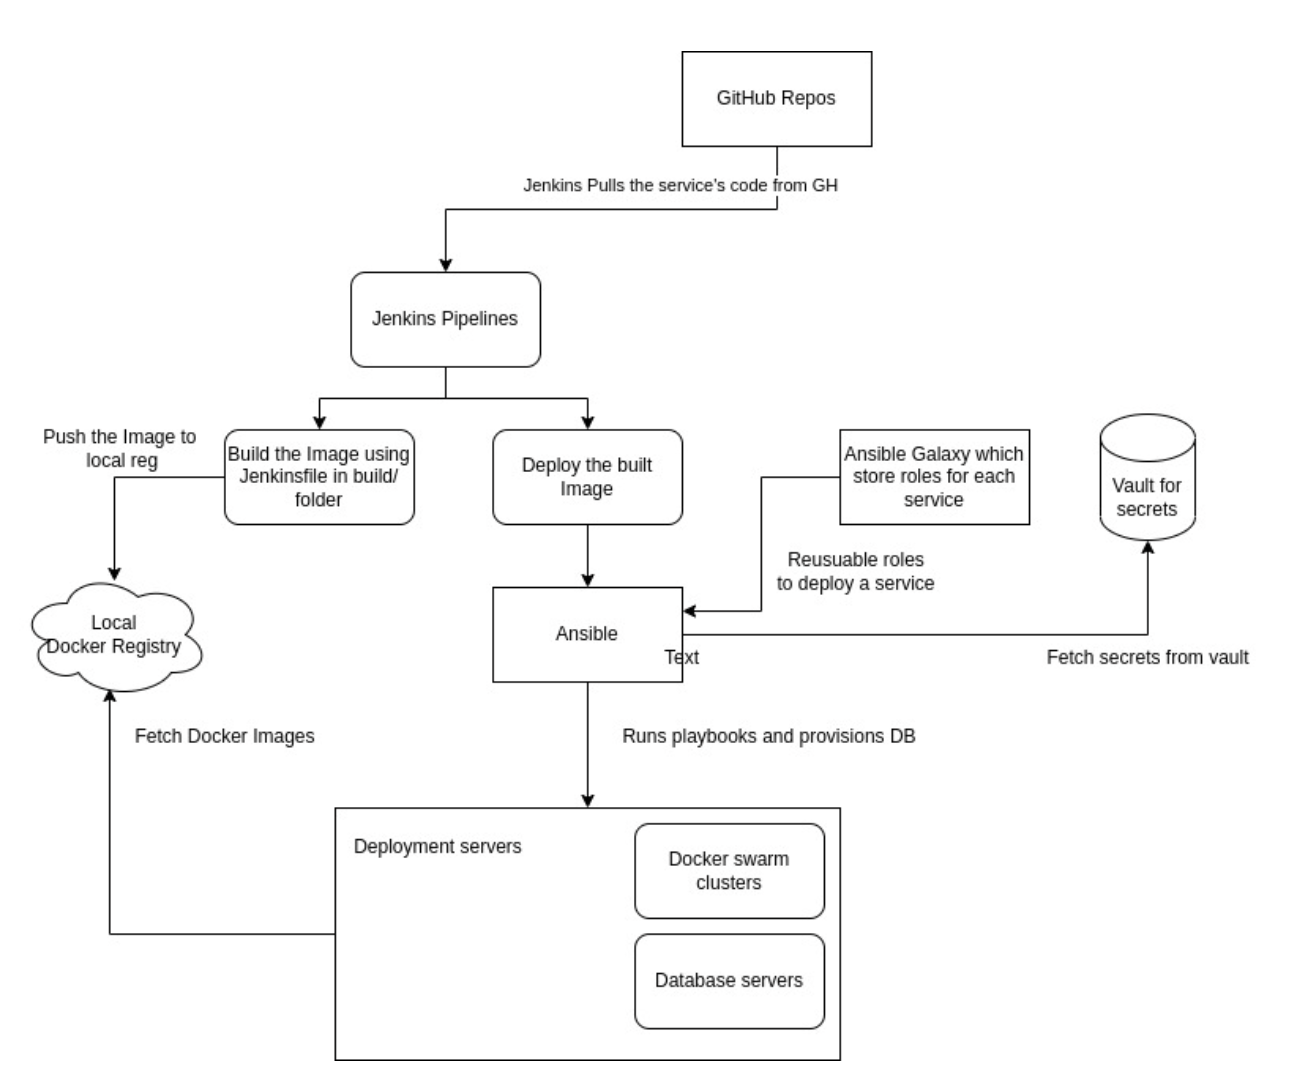 GitHub Repos
Jenkins Pulls the service's code from GH
Jenkins Pipelines
Push the Image to
local reg
Build the Image using
Jenkinsfile in build/
folder
Deploy the built
Image
Ansible Galaxy which
store roles for each
service
Vault for
secrets
Reusuable roles
to deploy a service
Local
Docker Registry
Ansible
Text
Fetch secrets from vault
Fetch Docker Images
Runs playbooks and provisions DB
Deployment servers
Docker swarm
clusters
Database servers